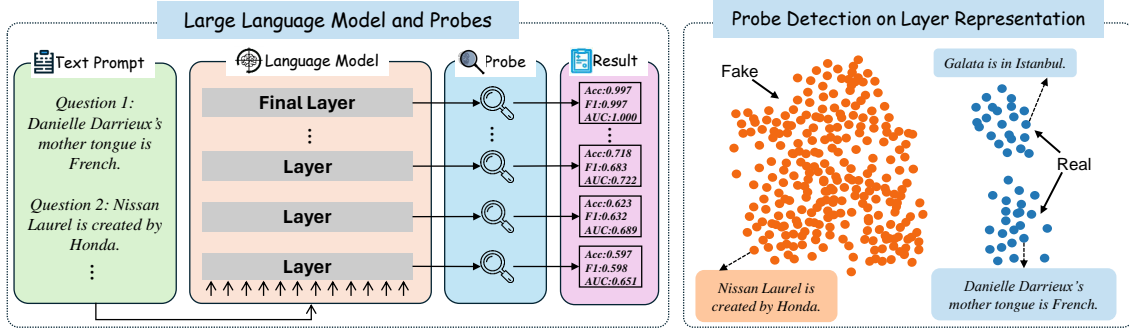 Large Language Model and Probes
Text Prompt
Question 1:
Danielle Darrieux's
mother tongue is
French.
Question 2: Nissan
Laurel is created by
Honda.
Language Model
Final Layer
Layer
Layer
Layer
Probe
Result
Acc:0.997
F1:0.997
AUC:1.000
Acc:0.718
F1:0.683
AUC:0.722
Acc:0.623
F1:0.632
AUC:0.689
Acc:0.597
F1:0.598
AUC:0.651
Probe Detection on Layer Representation
Fake
Galata is in Istanbul.
Real
Nissan Laurel is
created by Honda.
Danielle Darrieux's
mother tongue is French.